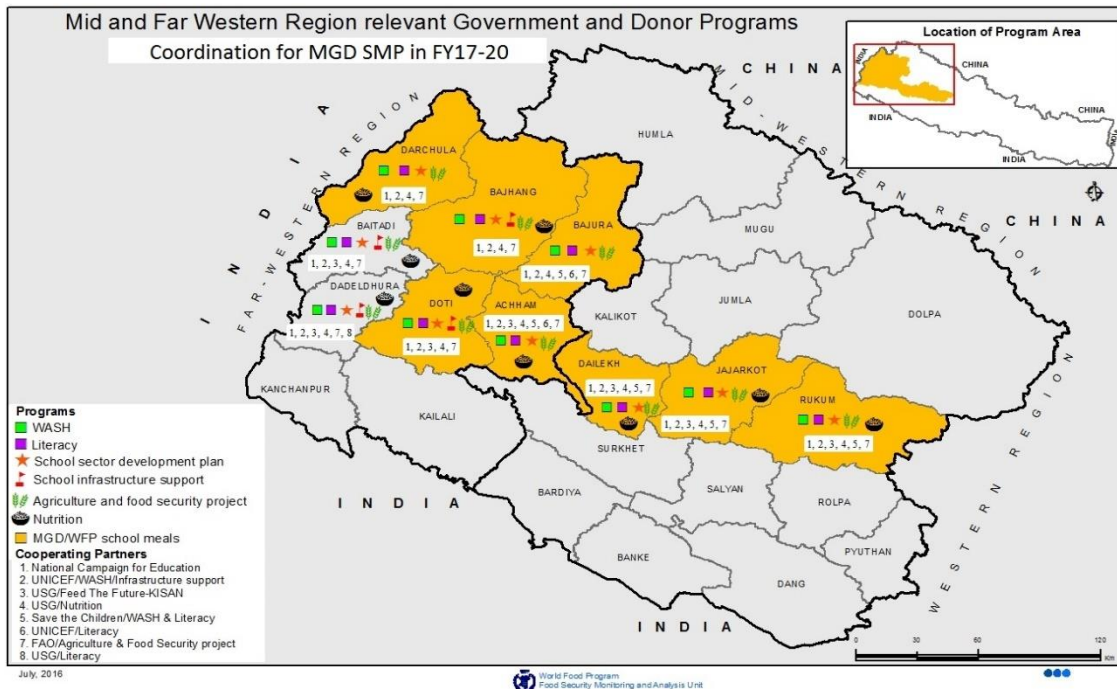 Mid and Far Western Region relevant Government and Donor Programs
Coordination for MGD SMP in FY17-20
Location of Program Area
INDIA
CHINA
CHINA
INDIA
INDIA
INDIA
CHINA
MID-WESTERN REGION
CHINA
INDIA
FAR-WESTERN REGION
HUMLA
DARCHULA
1, 2, 4, 7
BAJHANG
1, 2, 4, 7
BAJURA
1, 2, 4, 5, 6, 7
MUGU
BAITADI
1, 2, 3, 4, 7
DADELDHURA
1, 2, 3, 4, 7, 8
DOTI
1, 2, 3, 4, 7
ACHHAM
1, 2, 3, 4, 5, 6, 7
KALIKOT
JUMLA
DOLPA
DAILEKH
1, 2, 3, 4, 5, 7
JAJARKOT
1, 2, 3, 4, 5, 7
RUKUM
1, 2, 3, 4, 5, 7
KANCHANPUR
KAILALI
SURKHET
BARDIYA
SALYAN
ROLPA
PYUTHAN
BANKE
DANG
INDIA
INDIA
WESTERN REGION
Programs
WASH
Literacy
School sector development plan
School infrastructure support
Agriculture and food security project
Nutrition
MGD/WFP school meals
Cooperating Partners
1. National Campaign for Education
2. UNICEF/WASH/Infrastructure support
3. USG/Feed The Future-KISAN
4. USG/Nutrition
5. Save the Children/WASH & Literacy
6. UNICEF/Literacy
7. FAO/Agriculture & Food Security project
8. USG/Literacy
0 30 60 120
Km
July, 2016
World Food Program
Food Security Monitoring and Analysis Unit